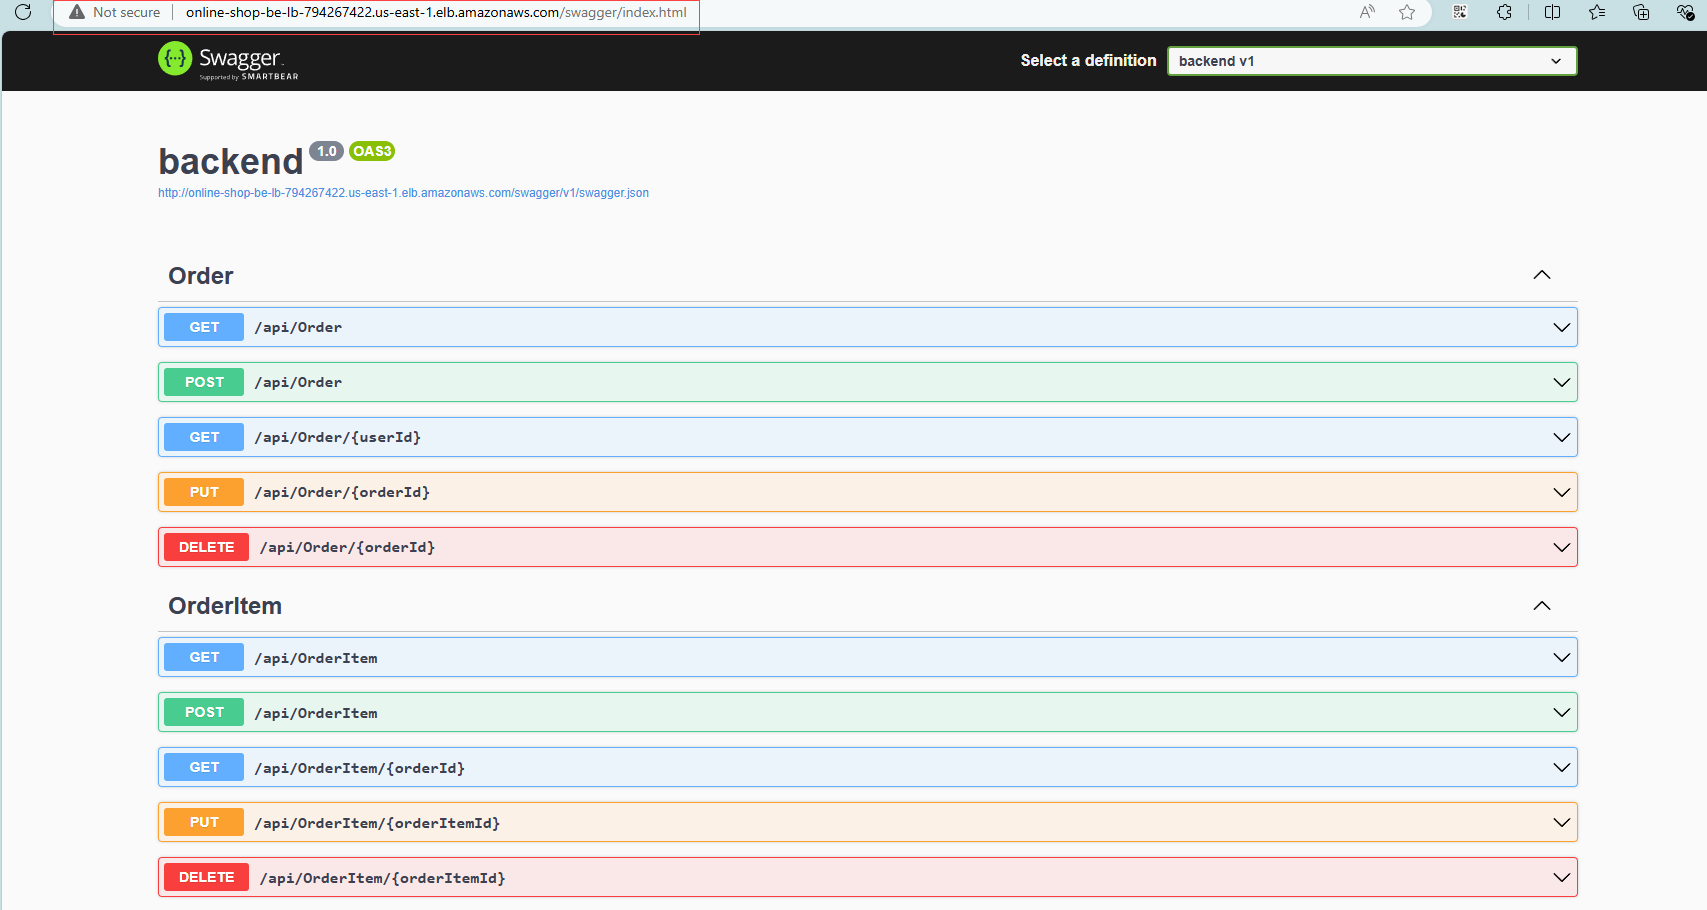 Not secure | online-shop-be-lb-794267422.us-east-1.elb.amazonaws.com/swagger/index.html
Swagger
Supported by SMARTBEAR
Select a definition
backend v1
backend 1.0 OAS3
http://online-shop-be-lb-794267422.us-east-1.elb.amazonaws.com/swagger/v1/swagger.json
Order
GET /api/Order
POST /api/Order
GET /api/Order/{userId}
PUT /api/Order/{orderId}
DELETE /api/Order/{orderId}
OrderItem
GET /api/OrderItem
POST /api/OrderItem
GET /api/OrderItem/{orderId}
PUT /api/OrderItem/{orderItemId}
DELETE /api/OrderItem/{orderItemId}